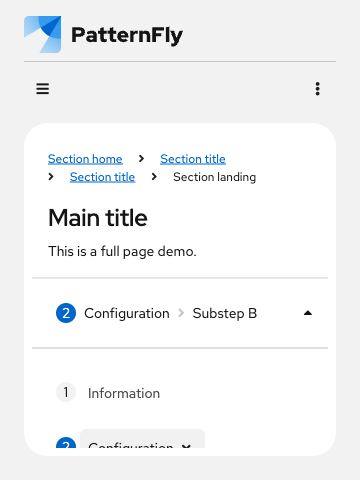 PatternFly
Section home Section title
Section title Section landing
Main title
This is a full page demo.
2 Configuration Substep B
1 Information
2 Configuration